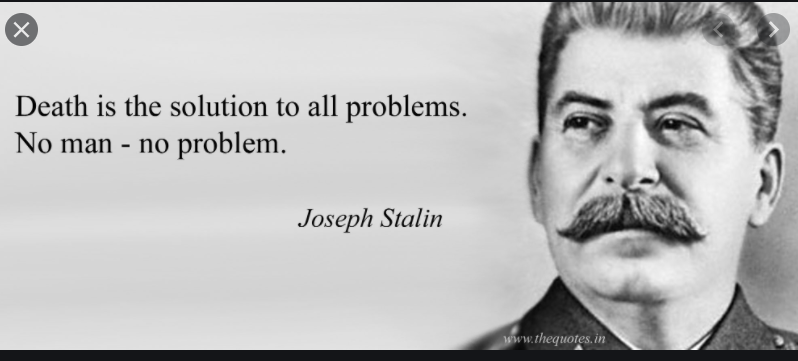 Death is the solution to all problems.
No man - no problem.
Joseph Stalin
www.thequotes.in